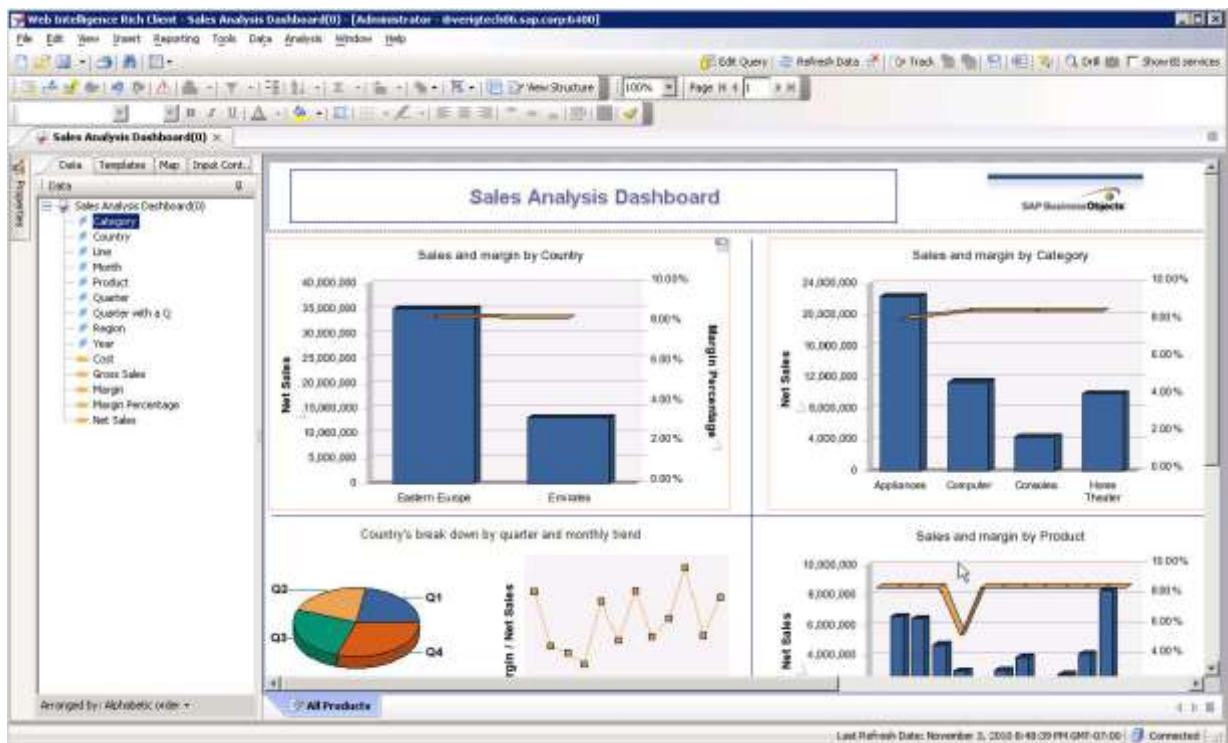 Web Intelligence Rich Client - Sales Analysis Dashboard(0) - [Administrator - @verigtech06.sap.corp:6400]
File Edit View Insert Reporting Tools Data Analysis Window Help
Edit Query Refresh Data Track Drill Show BI services
View Structure 100% Page 1
B I U A
Sales Analysis Dashboard(0)
Properties
Data Templates Map Input Cont...
Data
Sales Analysis Dashboard(0)
Category
Country
Line
Month
Product
Quarter
Quarter with a Q
Region
Year
Cost
Gross Sales
Margin
Margin Percentage
Net Sales
Arranged by: Alphabetic order
Sales Analysis Dashboard
SAP BusinessObjects
Sales and margin by Country
Net Sales
40,000,000
35,000,000
30,000,000
25,000,000
20,000,000
15,000,000
10,000,000
5,000,000
0
10.00%
8.00%
6.00%
4.00%
2.00%
0.00%
Margin Percentage
Eastern Europe Emirates
Sales and margin by Category
Net Sales
24,000,000
20,000,000
16,000,000
12,000,000
8,000,000
4,000,000
0
10.00%
8.00%
6.00%
4.00%
2.00%
0.00%
Appliances Computer Consoles Home Theater
Country's break down by quarter and monthly trend
Q2
Q1
Q3
Q4
rgin / Net Sales
Sales and margin by Product
Net Sales
10,000,000
8,000,000
6,000,000
4,000,000
10.00%
8.00%
6.00%
4.00%
All Products
Last Refresh Date: November 3, 2010 8:48:39 PM GMT-07:00 Connected